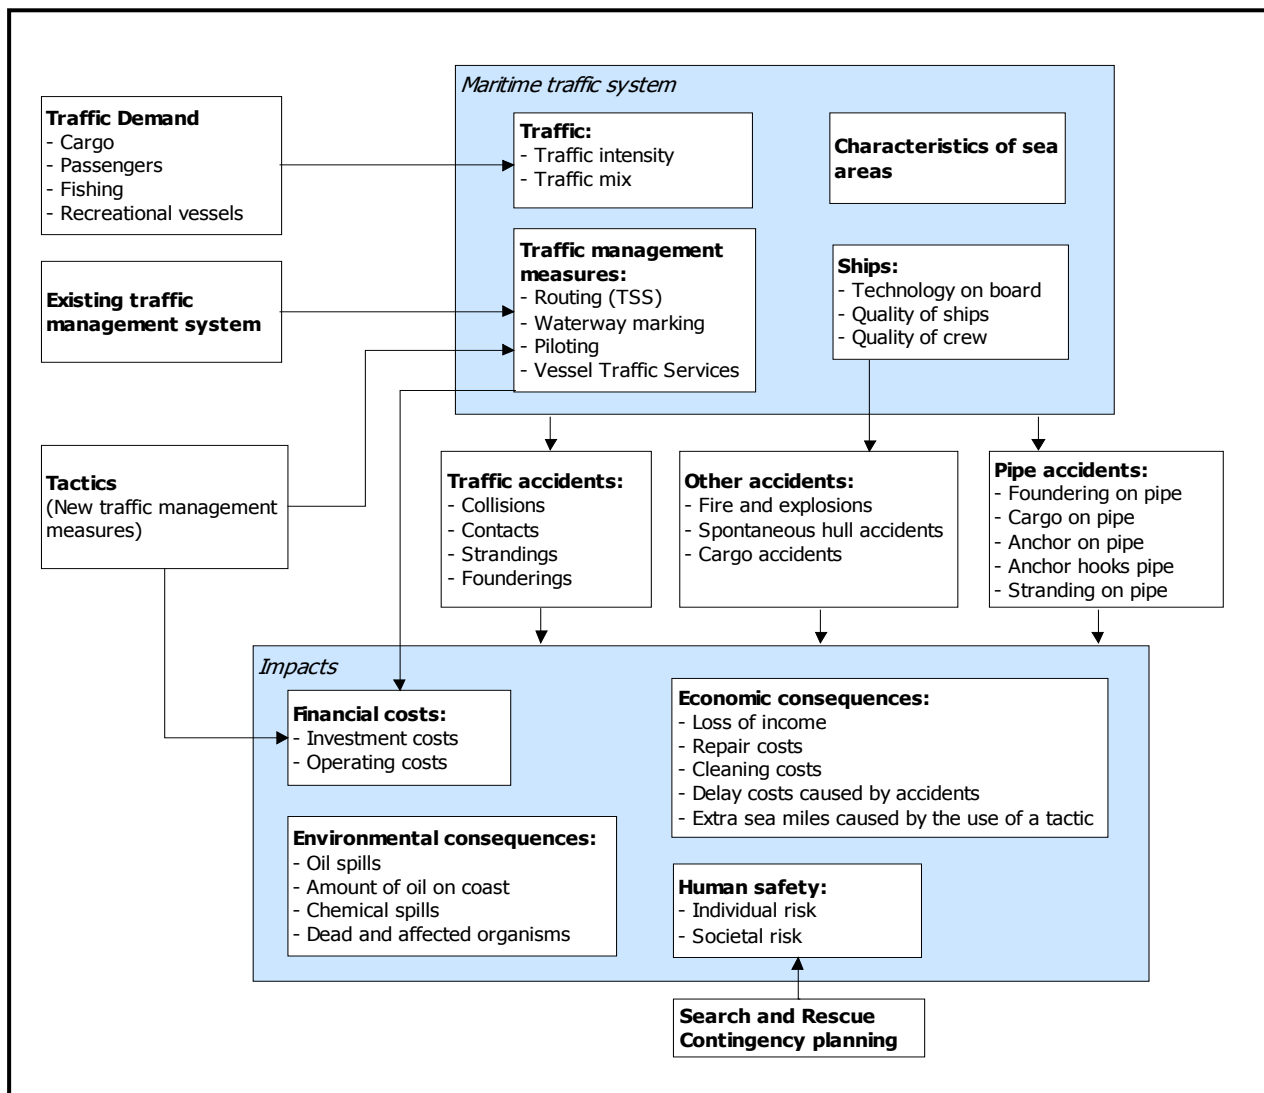 Maritime traffic system
Traffic Demand
- Cargo
- Passengers
- Fishing
- Recreational vessels
Traffic:
- Traffic intensity
- Traffic mix
Characteristics of sea
areas
Existing traffic
management system
Traffic management
measures:
- Routing (TSS)
- Waterway marking
- Piloting
- Vessel Traffic Services
Ships:
- Technology on board
- Quality of ships
- Quality of crew
Tactics
(New traffic management
measures)
Traffic accidents:
- Collisions
- Contacts
- Strandings
- Founderings
Other accidents:
- Fire and explosions
- Spontaneous hull accidents
- Cargo accidents
Pipe accidents:
- Foundering on pipe
- Cargo on pipe
- Anchor on pipe
- Anchor hooks pipe
- Stranding on pipe
Impacts
Financial costs:
- Investment costs
- Operating costs
Economic consequences:
- Loss of income
- Repair costs
- Cleaning costs
- Delay costs caused by accidents
- Extra sea miles caused by the use of a tactic
Environmental consequences:
- Oil spills
- Amount of oil on coast
- Chemical spills
- Dead and affected organisms
Human safety:
- Individual risk
- Societal risk
Search and Rescue
Contingency planning